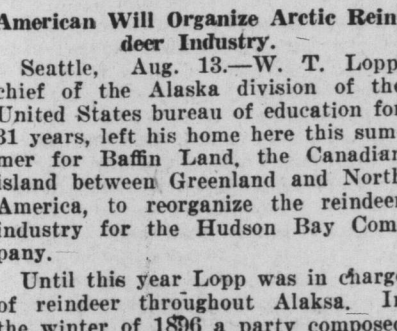 American Will Organize Arctic Rein
deer Industry.
Seattle, Aug. 13.—W. T. Lopp
chief of the Alaska division of the
United States bureau of education for
31 years, left his home here this sum
mer for Baffin Land, the Canadian
island between Greenland and North
America, to reorganize the reindeer
industry for the Hudson Bay Com
pany.
Until this year Lopp was in charge
of reindeer throughout Alaksa. In
the winter of 1896 a party composed